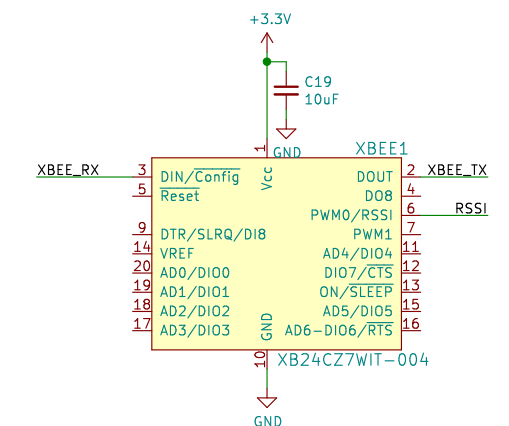 +3.3V
C19
10uF
GND
XBEE1
1
Vcc
XBEE_RX 3 DIN/Config DOUT 2 XBEE_TX
5 Reset DO8 4
PWM0/RSSI 6 RSSI
9 DTR/SLRQ/DI8 PWM1 7
14 VREF AD4/DIO4 11
20 AD0/DIO0 DIO7/CTS 12
19 AD1/DIO1 ON/SLEEP 13
18 AD2/DIO2 AD5/DIO5 15
17 AD3/DIO3 AD6-DIO6/RTS 16
GND
10
XB24CZ7WIT-004
GND